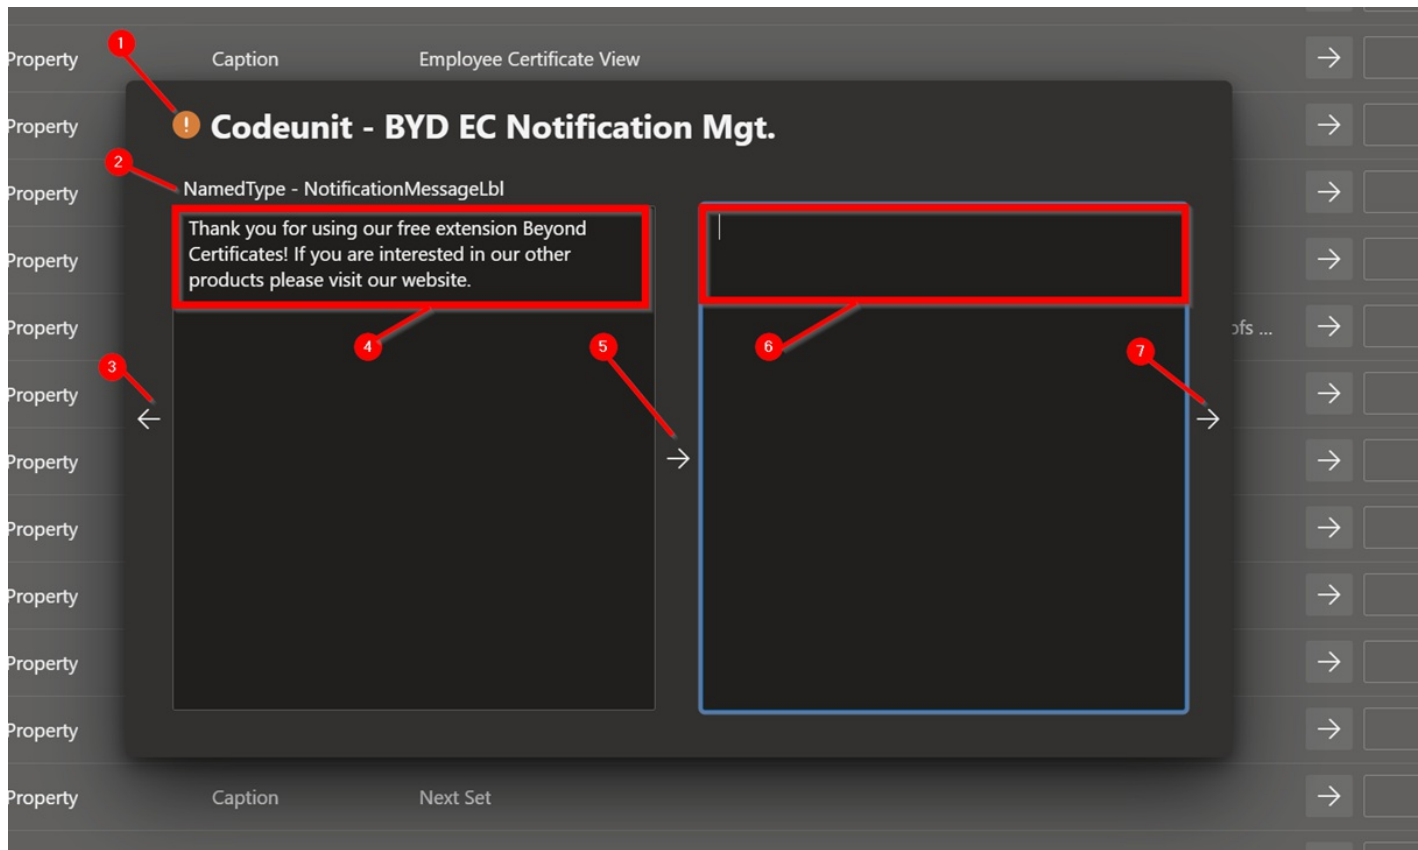 Property Caption Employee Certificate View
1
Property
! Codeunit - BYD EC Notification Mgt.
2
Property
NamedType - NotificationMessageLbl
Thank you for using our free extension Beyond
Certificates! If you are interested in our other
products please visit our website.
Property
Property
ofs ...
4
5
6
7
3
Property
Property
Property
Property
Property
Property
Property Caption Next Set